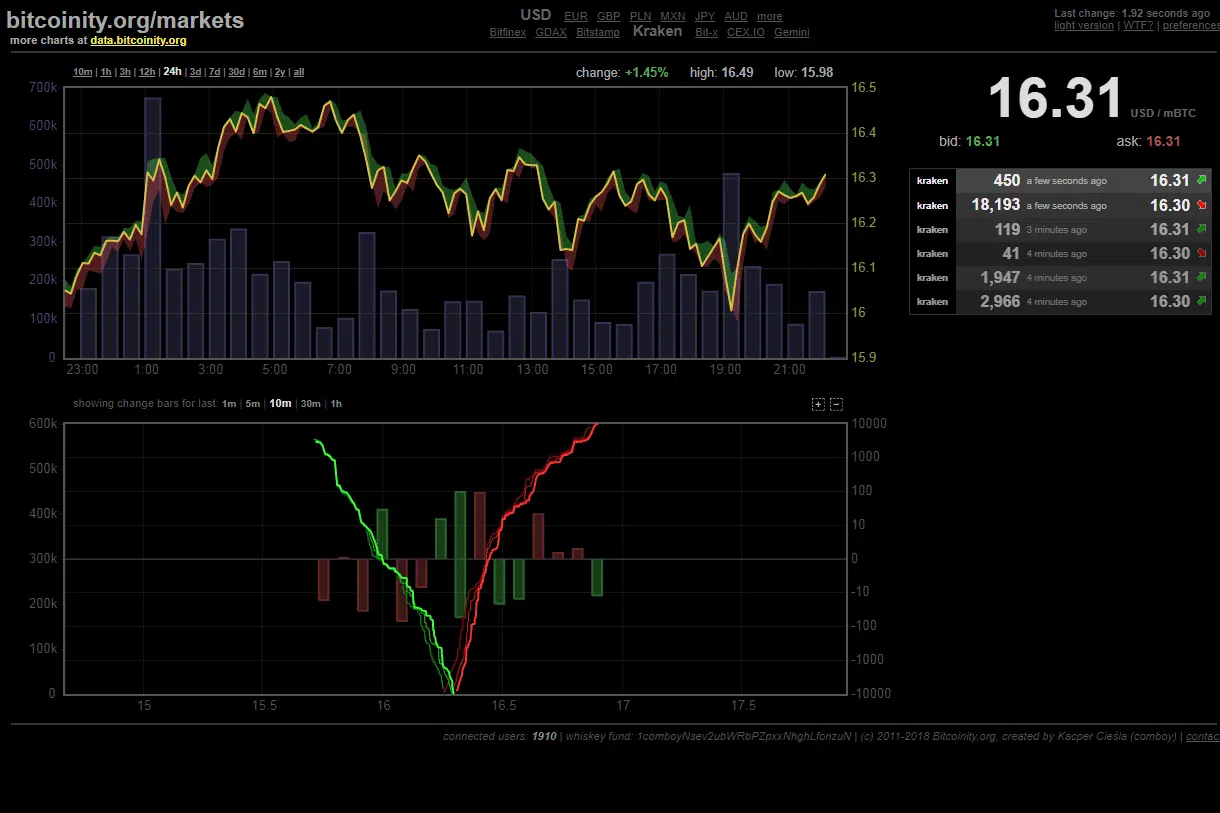 bitcoinity.org/markets
more charts at data.bitcoinity.org
USD EUR GBP PLN MXN JPY AUD more
Bitfinex GDAX Bitstamp Kraken Bit-x CEX.IO Gemini
Last change: 1.92 seconds ago
light version | WTF? | preferences
10m | 1h | 3h | 12h | 24h | 3d | 7d | 30d | 6m | 2y | all
change: +1.45% high: 16.49 low: 15.98
700k
600k
500k
400k
300k
200k
100k
0
16.5
16.4
16.3
16.2
16.1
16
15.9
23:00 1:00 3:00 5:00 7:00 9:00 11:00 13:00 15:00 17:00 19:00 21:00
16.31 USD / mBTC
bid: 16.31 ask: 16.31
kraken 450 a few seconds ago 16.31
kraken 18,193 a few seconds ago 16.30
kraken 119 3 minutes ago 16.31
kraken 41 4 minutes ago 16.30
kraken 1,947 4 minutes ago 16.31
kraken 2,966 4 minutes ago 16.30
showing change bars for last: 1m | 5m | 10m | 30m | 1h
+ −
600k
500k
400k
300k
200k
100k
0
10000
1000
100
10
0
-10
-100
-1000
-10000
15 15.5 16 16.5 17 17.5
connected users: 1910 | whiskey fund: 1comboyNsev2ubWRbPZpxxNhghLfonzuN | (c) 2011-2018 Bitcoinity.org, created by Kacper Cieśla (comboy) | contac